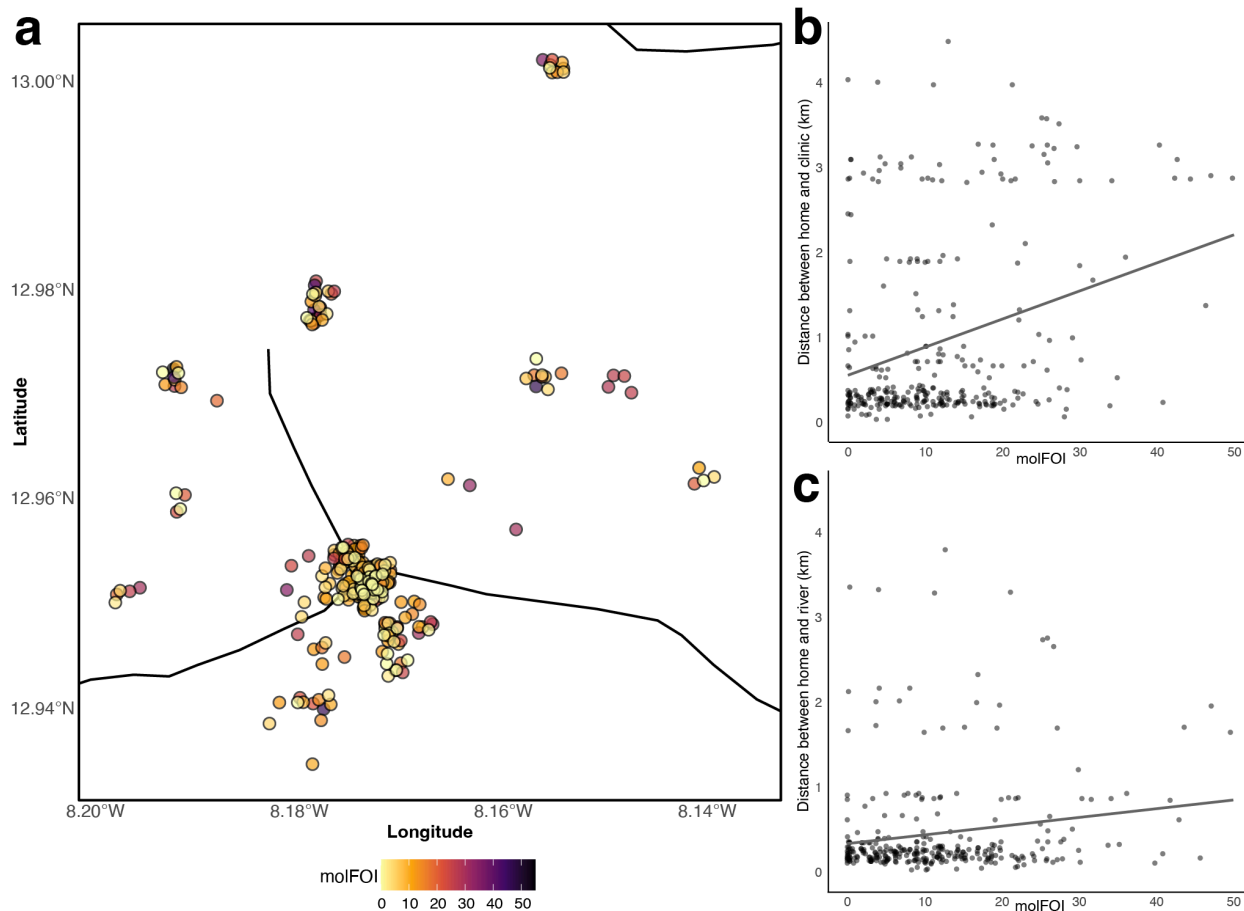 a
13.00°N
12.98°N
12.96°N
12.94°N
Latitude
8.20°W 8.18°W 8.16°W 8.14°W
Longitude
molFOI
0 10 20 30 40 50
b
Distance between home and clinic (km)
4
3
2
1
0
0 10 20 30 40 50
molFOI
c
Distance between home and river (km)
4
3
2
1
0
0 10 20 30 40 50
molFOI